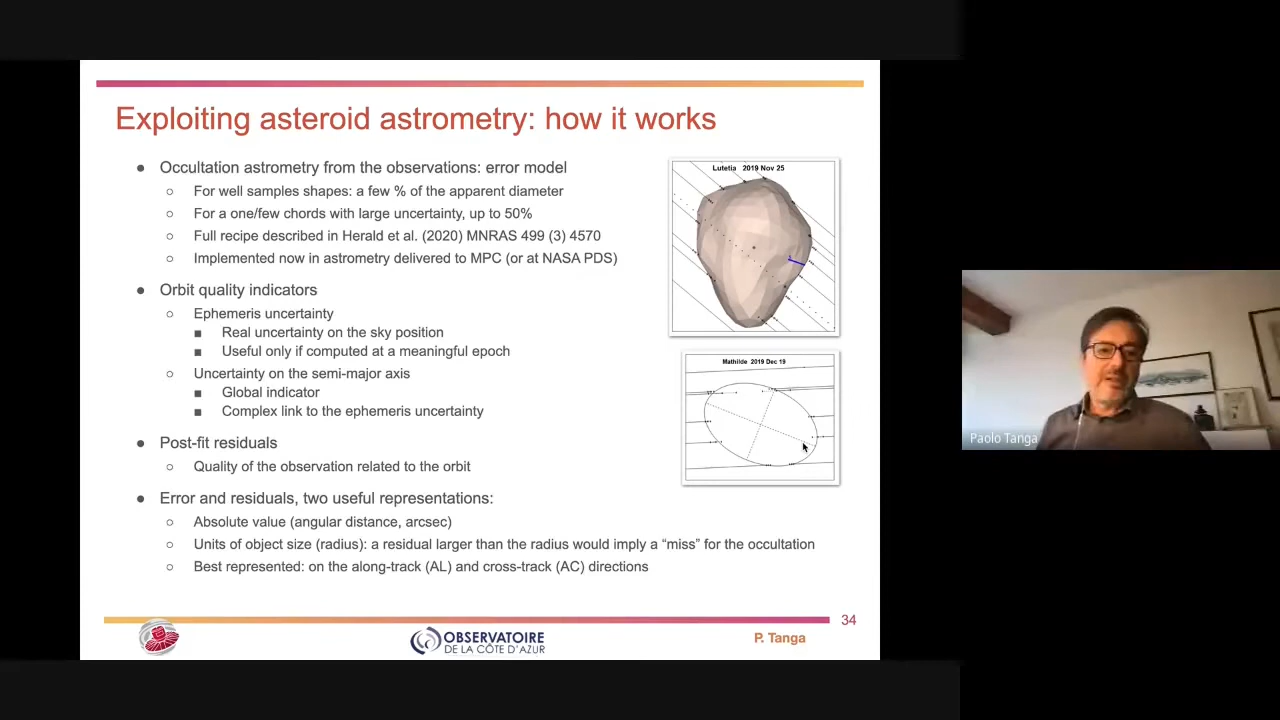 Exploiting asteroid astrometry: how it works
● Occultation astrometry from the observations: error model
○ For well samples shapes: a few % of the apparent diameter
○ For a one/few chords with large uncertainty, up to 50%
○ Full recipe described in Herald et al. (2020) MNRAS 499 (3) 4570
○ Implemented now in astrometry delivered to MPC (or at NASA PDS)
● Orbit quality indicators
○ Ephemeris uncertainty
■ Real uncertainty on the sky position
■ Useful only if computed at a meaningful epoch
○ Uncertainty on the semi-major axis
■ Global indicator
■ Complex link to the ephemeris uncertainty
● Post-fit residuals
○ Quality of the observation related to the orbit
● Error and residuals, two useful representations:
○ Absolute value (angular distance, arcsec)
○ Units of object size (radius): a residual larger than the radius would imply a “miss” for the occultation
○ Best represented: on the along-track (AL) and cross-track (AC) directions
Lutetia 2019 Nov 25
Mathilde 2019 Dec 19
34
OBSERVATOIRE
DE LA CÔTE D'AZUR
P. Tanga
Paolo Tanga